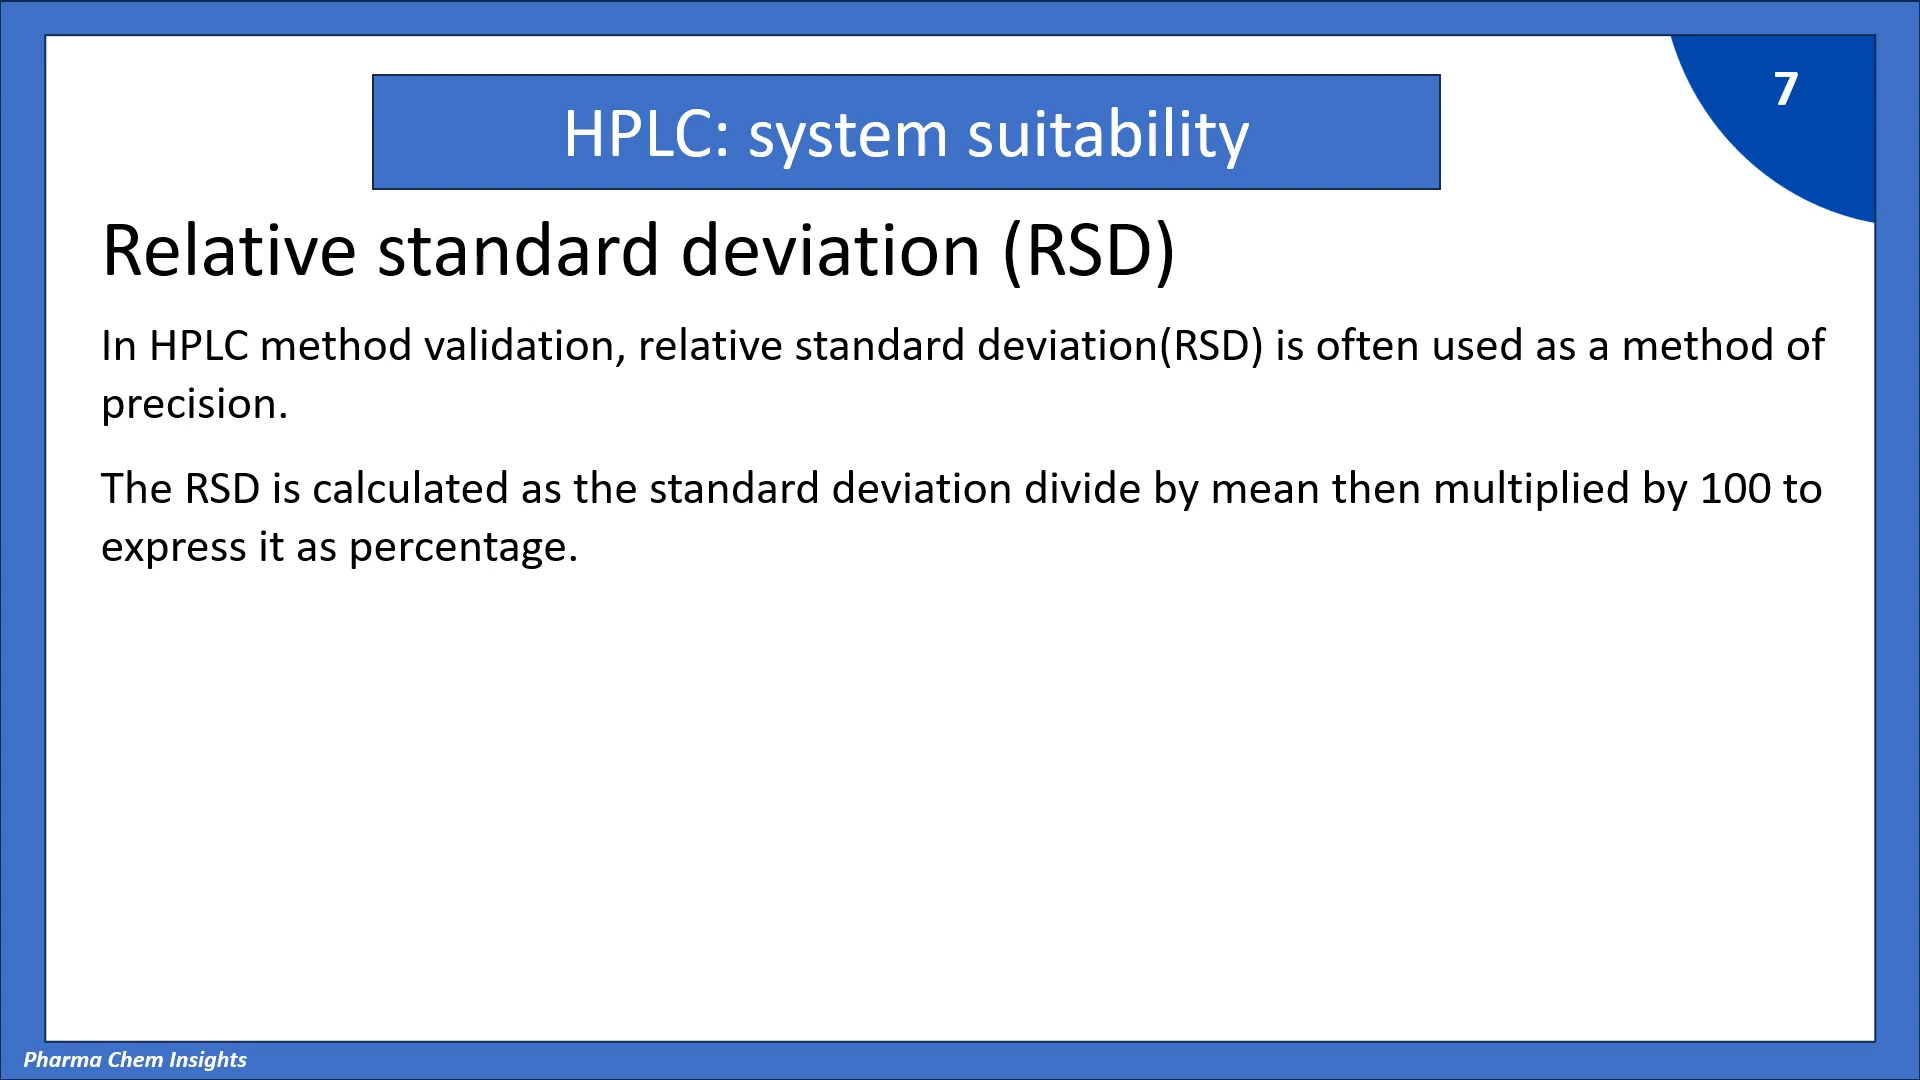 7
HPLC: system suitability
Relative standard deviation (RSD)
In HPLC method validation, relative standard deviation(RSD) is often used as a method of
precision.
The RSD is calculated as the standard deviation divide by mean then multiplied by 100 to
express it as percentage.
Pharma Chem Insights